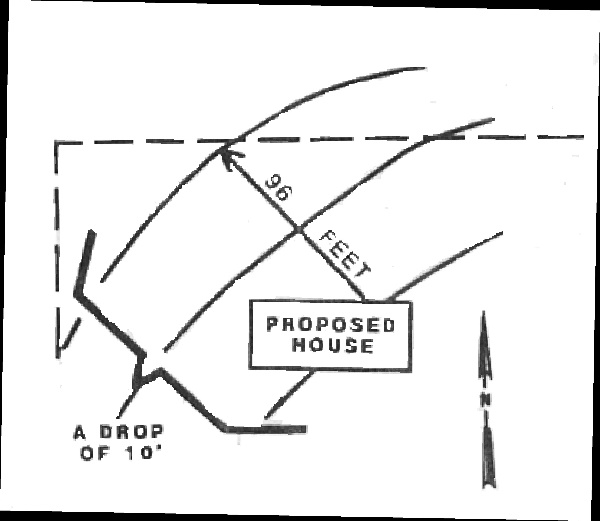 96 FEET
PROPOSED
HOUSE
N
A DROP
OF 10'